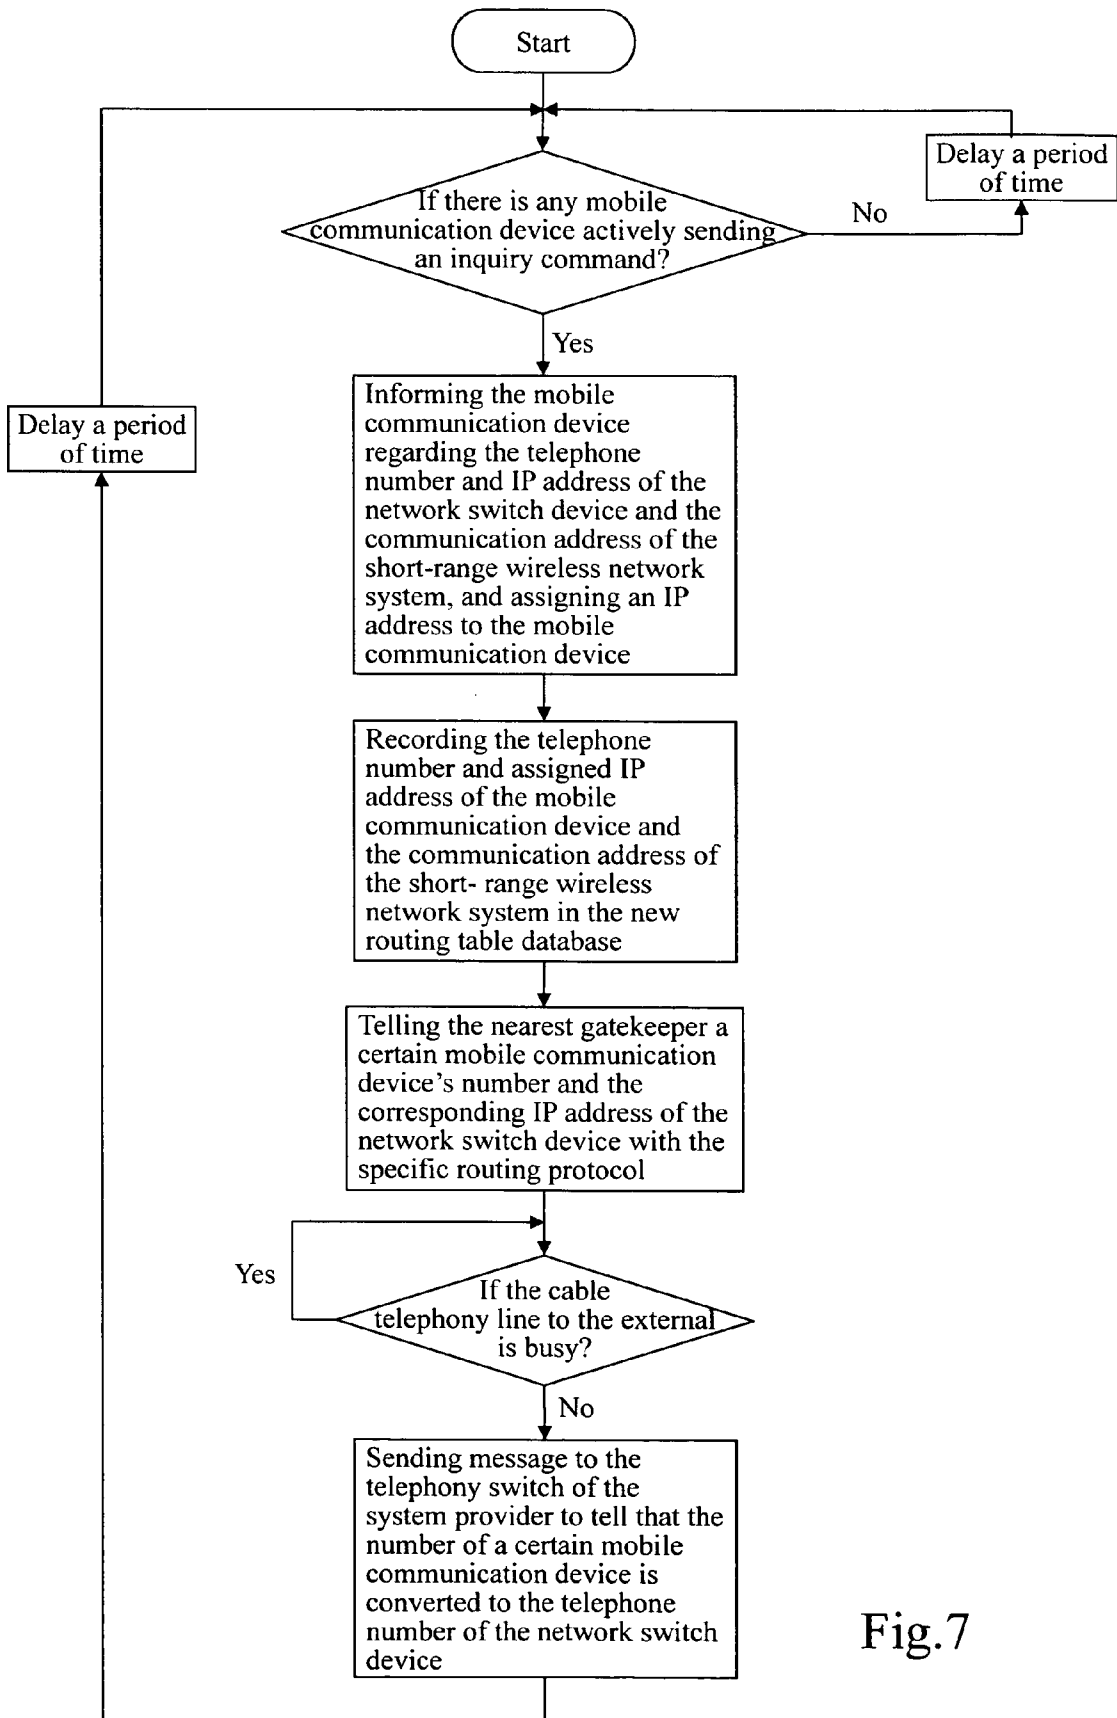 Start
Delay a period
of time
If there is any mobile
communication device actively sending
an inquiry command?
No
Yes
Delay a period
of time
Informing the mobile
communication device
regarding the telephone
number and IP address of the
network switch device and the
communication address of the
short-range wireless network
system, and assigning an IP
address to the mobile
communication device
Recording the telephone
number and assigned IP
address of the mobile
communication device and
the communication address of
the short- range wireless
network system in the new
routing table database
Telling the nearest gatekeeper a
certain mobile communication
device's number and the
corresponding IP address of the
network switch device with the
specific routing protocol
Yes
If the cable
telephony line to the external
is busy?
No
Sending message to the
telephony switch of the
system provider to tell that the
number of a certain mobile
communication device is
converted to the telephone
number of the network switch
device
Fig.7